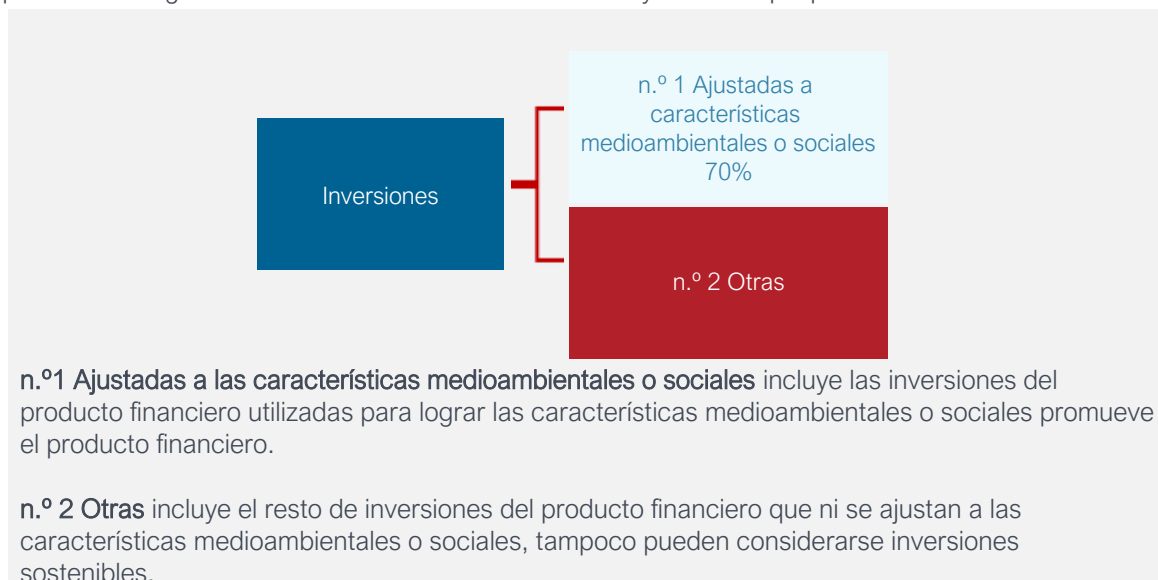 Inversiones
n.º 1 Ajustadas a
características
medioambientales o sociales
70%
n.º 2 Otras
n.º1 Ajustadas a las características medioambientales o sociales incluye las inversiones del
producto financiero utilizadas para lograr las características medioambientales o sociales promueve
el producto financiero.
n.º 2 Otras incluye el resto de inversiones del producto financiero que ni se ajustan a las
características medioambientales o sociales, tampoco pueden considerarse inversiones
sostenibles.